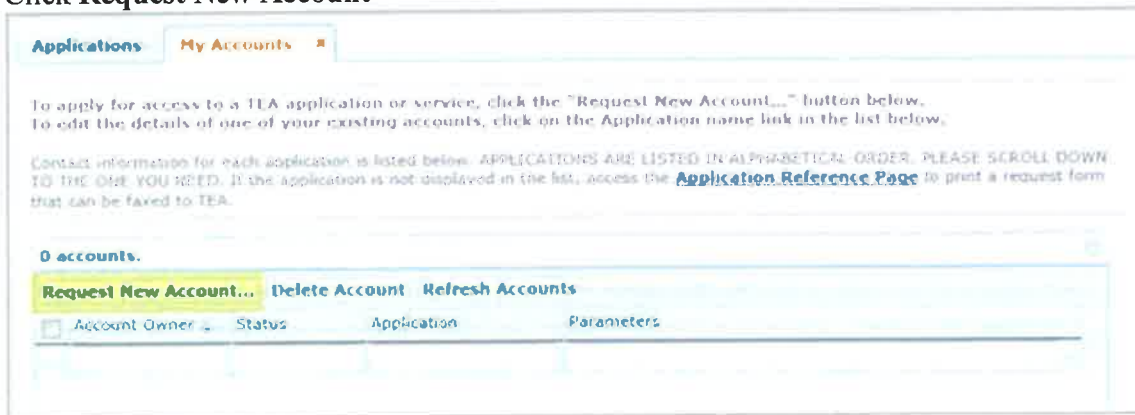 Click Request New Account
Applications My Accounts x
To apply for access to a TEA application or service, click the "Request New Account..." button below.
To edit the details of one of your existing accounts, click on the Application name link in the list below.
Contact information for each application is listed below. APPLICATIONS ARE LISTED IN ALPHABETICAL ORDER. PLEASE SCROLL DOWN
TO THE ONE YOU NEED. If the application is not displayed in the list, access the Application Reference Page to print a request form
that can be faxed to TEA.
0 accounts.
Request New Account... Delete Account Refresh Accounts
Account Owner Status Application Parameters